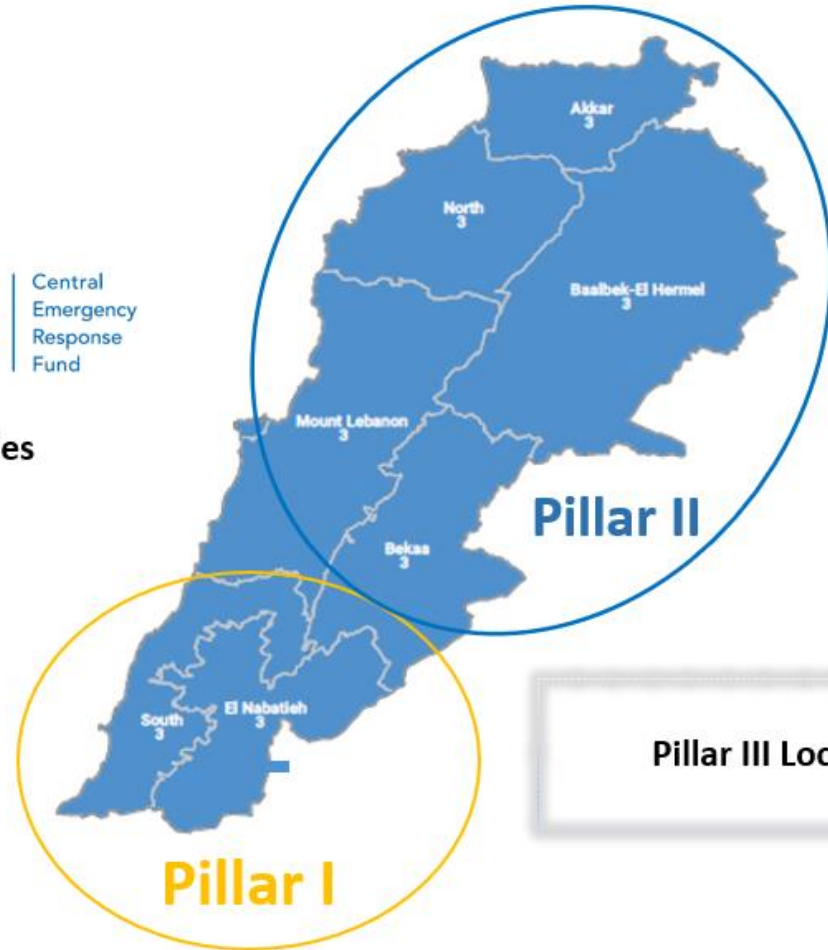 Akkar
3
North
3
Baalbek-El Hermel
3
Central
Emergency
Response
Fund
Mount Lebanon
3
es
Pillar II
Bekaa
3
El Nabatieh
3
South
3
Pillar III Loc
Pillar I